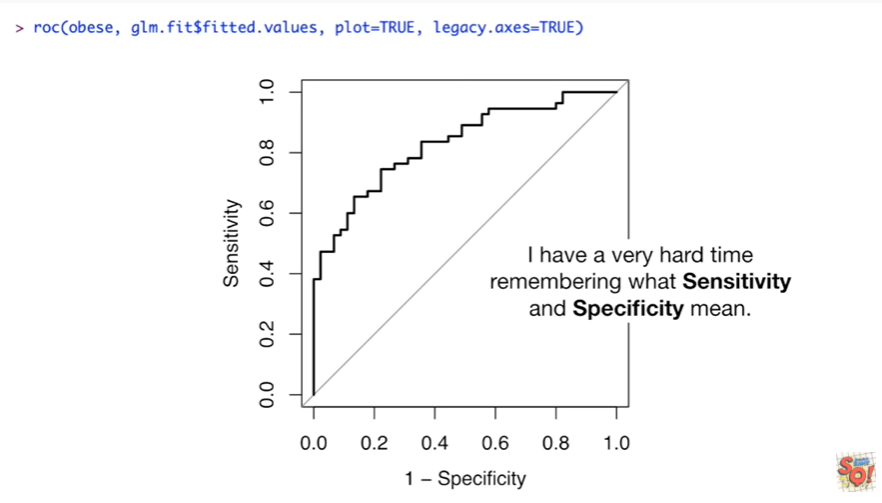 > roc(obese, glm.fit$fitted.values, plot=TRUE, legacy.axes=TRUE)
1.0
0.8
0.6
0.4
0.2
0.0
Sensitivity
I have a very hard time
remembering what Sensitivity
and Specificity mean.
0.0 0.2 0.4 0.6 0.8 1.0
1 – Specificity
SQ!